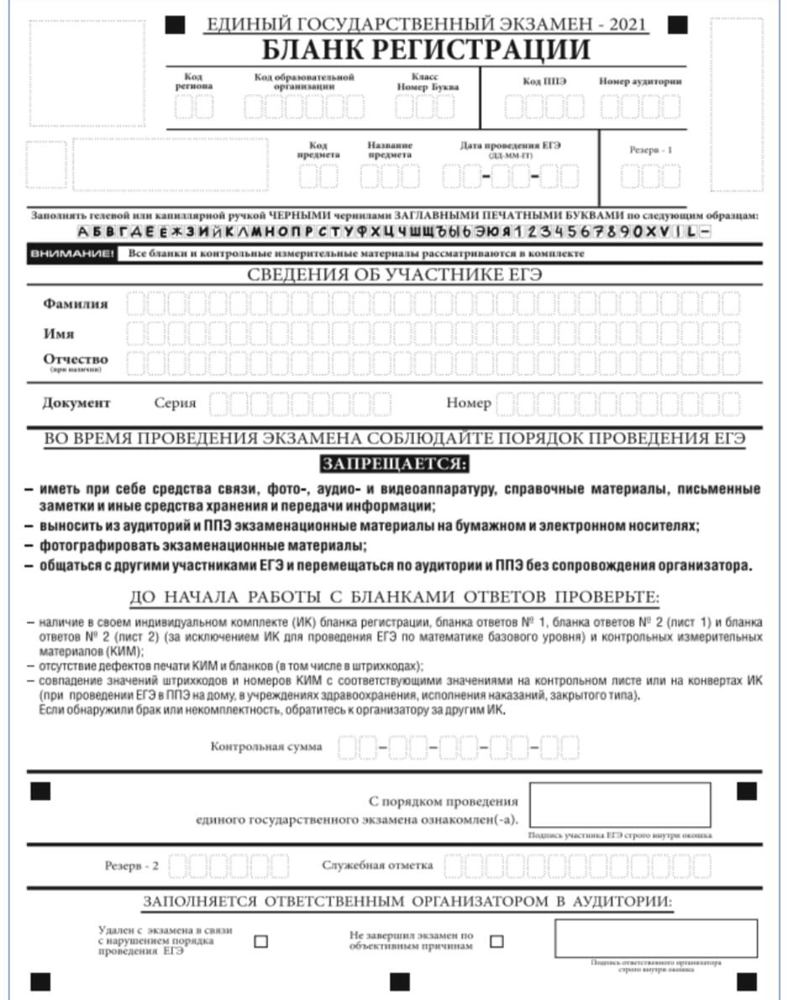 ЕДИНЫЙ ГОСУДАРСТВЕННЫЙ ЭКЗАМЕН - 2021
БЛАНК РЕГИСТРАЦИИ
Код региона
Код образовательной организации
Класс Номер Буква
Код ППЭ
Номер аудитории
Код предмета
Название предмета
Дата проведения ЕГЭ
(ДД-ММ-ГГ)
Резерв - 1
Заполнять гелевой или капиллярной ручкой ЧЕРНЫМИ чернилами ЗАГЛАВНЫМИ ПЕЧАТНЫМИ БУКВАМИ по следующим образцам:
АБВГДЕЁЖЗИЙКЛМНОПРСТУФХЦЧШЩЪЫЬЭЮЯ1234567890XVIL-
ВНИМАНИЕ! Все бланки и контрольные измерительные материалы рассматриваются в комплекте
СВЕДЕНИЯ ОБ УЧАСТНИКЕ ЕГЭ
Фамилия
Имя
Отчество
(при наличии)
Документ Серия Номер
ВО ВРЕМЯ ПРОВЕДЕНИЯ ЭКЗАМЕНА СОБЛЮДАЙТЕ ПОРЯДОК ПРОВЕДЕНИЯ ЕГЭ
ЗАПРЕЩАЕТСЯ:
– иметь при себе средства связи, фото-, аудио- и видеоаппаратуру, справочные материалы, письменные
заметки и иные средства хранения и передачи информации;
– выносить из аудиторий и ППЭ экзаменационные материалы на бумажном и электронном носителях;
– фотографировать экзаменационные материалы;
– общаться с другими участниками ЕГЭ и перемещаться по аудитории и ППЭ без сопровождения организатора.
ДО НАЧАЛА РАБОТЫ С БЛАНКАМИ ОТВЕТОВ ПРОВЕРЬТЕ:
– наличие в своем индивидуальном комплекте (ИК) бланка регистрации, бланка ответов № 1, бланка ответов № 2 (лист 1) и бланка
ответов № 2 (лист 2) (за исключением ИК для проведения ЕГЭ по математике базового уровня) и контрольных измерительных
материалов (КИМ);
– отсутствие дефектов печати КИМ и бланков (в том числе в штрихкодах);
– совпадение значений штрихкодов и номеров КИМ с соответствующими значениями на контрольном листе или на конвертах ИК
(при проведении ЕГЭ в ППЭ на дому, в учреждениях здравоохранения, исполнения наказаний, закрытого типа).
Если обнаружили брак или некомплектность, обратитесь к организатору за другим ИК.
Контрольная сумма
С порядком проведения
единого государственного экзамена ознакомлен(-а).
Подпись участника ЕГЭ строго внутри окошка
Резерв - 2 Служебная отметка
ЗАПОЛНЯЕТСЯ ОТВЕТСТВЕННЫМ ОРГАНИЗАТОРОМ В АУДИТОРИИ:
Удален с экзамена в связи
с нарушением порядка
проведения ЕГЭ
Не завершил экзамен по
объективным причинам
Подпись ответственного организатора
строго внутри окошка